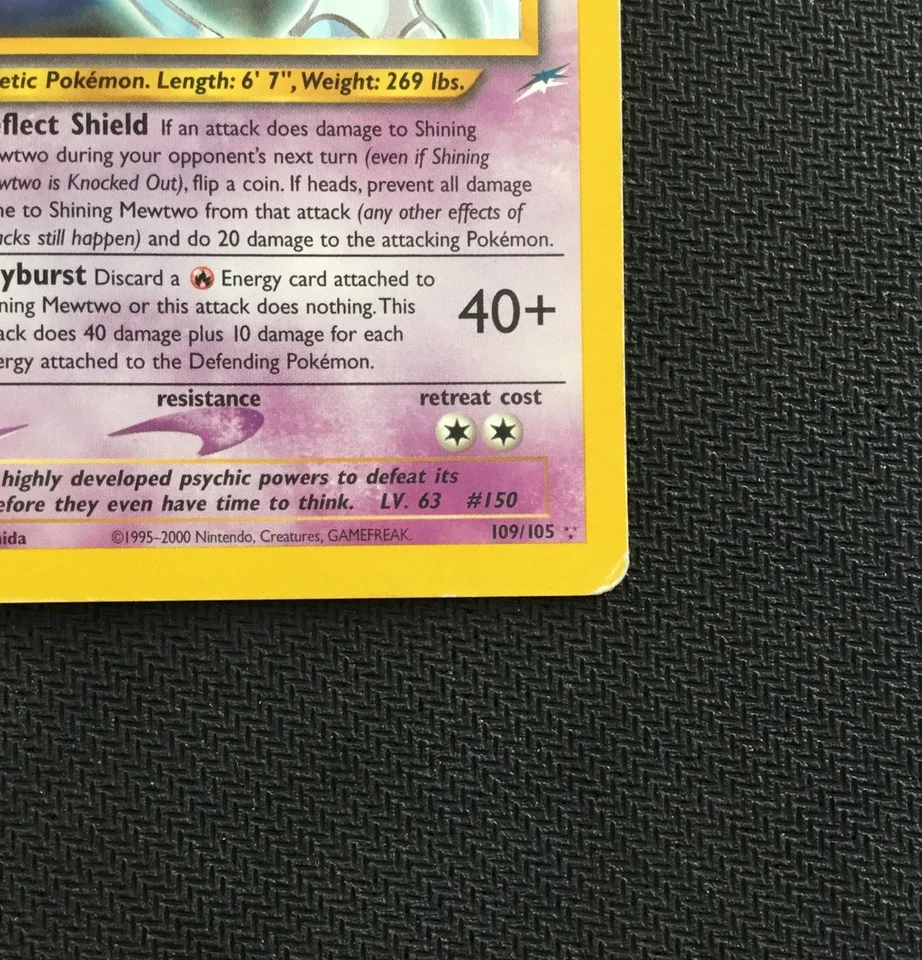 etic Pokémon. Length: 6' 7", Weight: 269 lbs.
flect Shield If an attack does damage to Shining
wtwo during your opponent's next turn (even if Shining
wtwo is Knocked Out), flip a coin. If heads, prevent all damage
ne to Shining Mewtwo from that attack (any other effects of
acks still happen) and do 20 damage to the attacking Pokémon.
yburst Discard a Energy card attached to
ning Mewtwo or this attack does nothing. This
ack does 40 damage plus 10 damage for each
ergy attached to the Defending Pokémon.
40+
resistance retreat cost
highly developed psychic powers to defeat its
efore they even have time to think. LV. 63 #150
ida ©1995-2000 Nintendo, Creatures, GAMEFREAK. 109/105